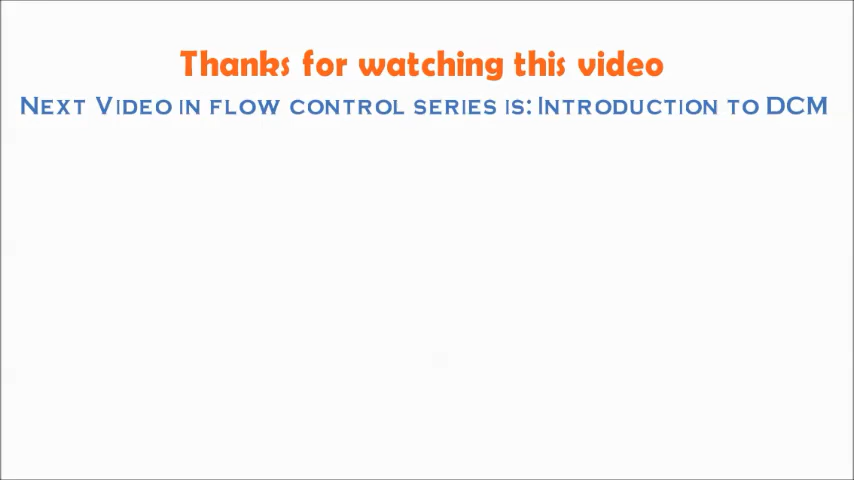 Thanks for watching this video
Next Video in flow control series is: Introduction to DCM